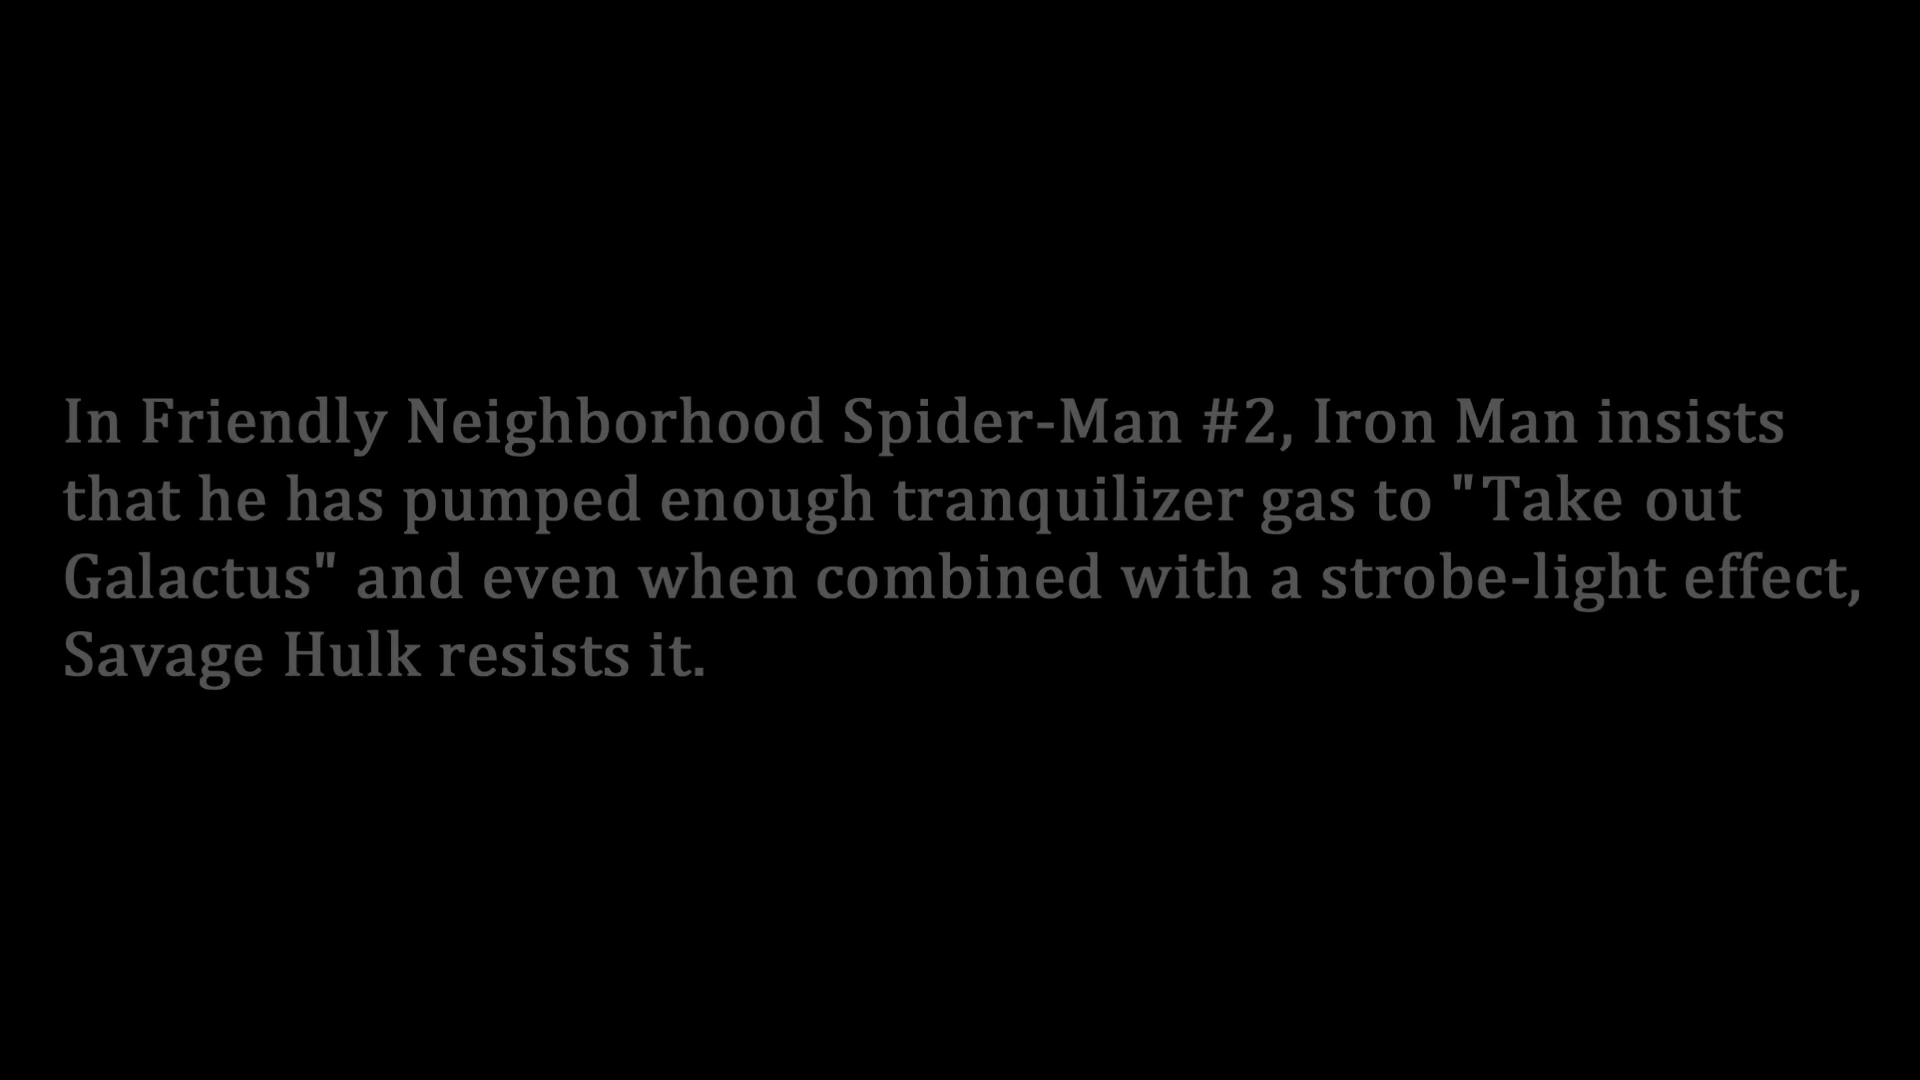 In Friendly Neighborhood Spider-Man #2, Iron Man insists
that he has pumped enough tranquilizer gas to "Take out
Galactus" and even when combined with a strobe-light effect,
Savage Hulk resists it.